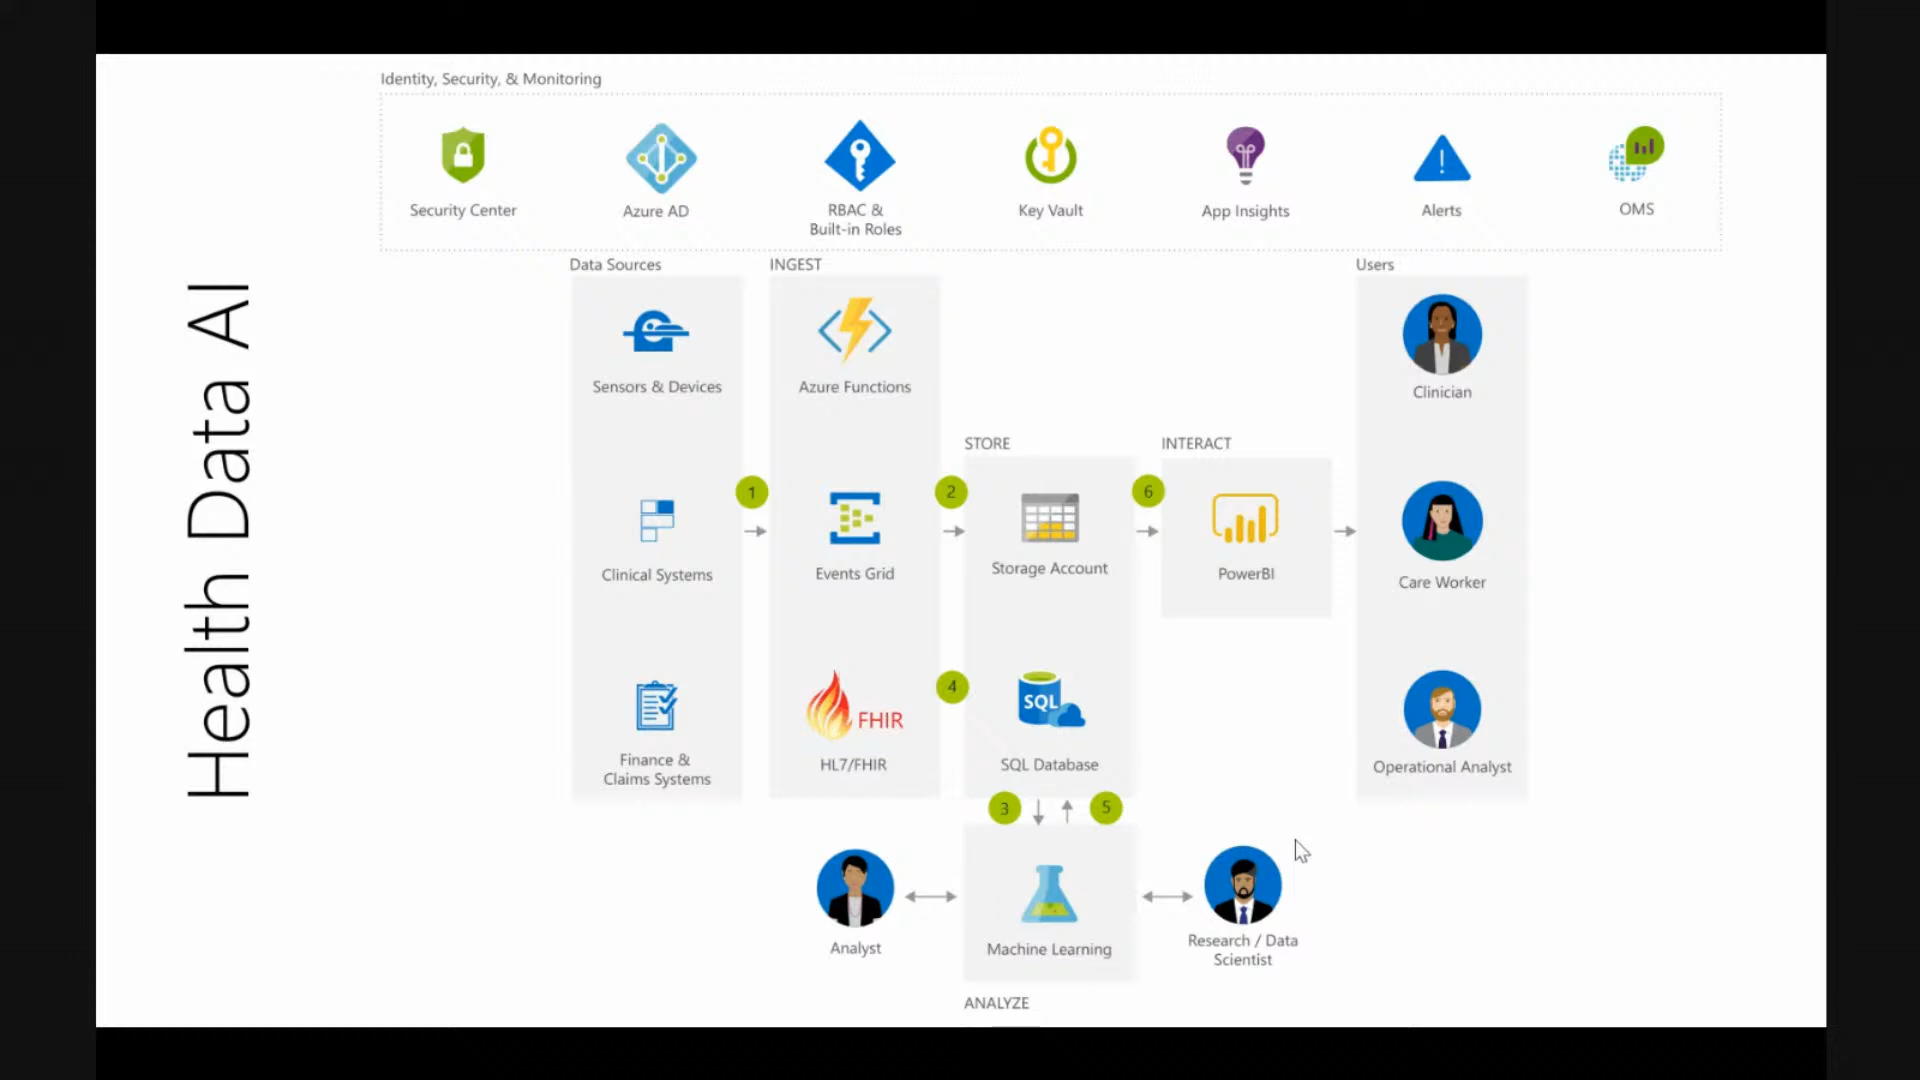 Health Data AI
Identity, Security, & Monitoring
Security Center
Azure AD
RBAC &
Built-in Roles
Key Vault
App Insights
!
Alerts
OMS
Data Sources
Sensors & Devices
Clinical Systems
Finance &
Claims Systems
1
INGEST
Azure Functions
Events Grid
FHIR
HL7/FHIR
2
4
STORE
Storage Account
SQL
SQL Database
3
5
6
INTERACT
PowerBI
Users
Clinician
Care Worker
Operational Analyst
Analyst
Machine Learning
Research / Data
Scientist
ANALYZE